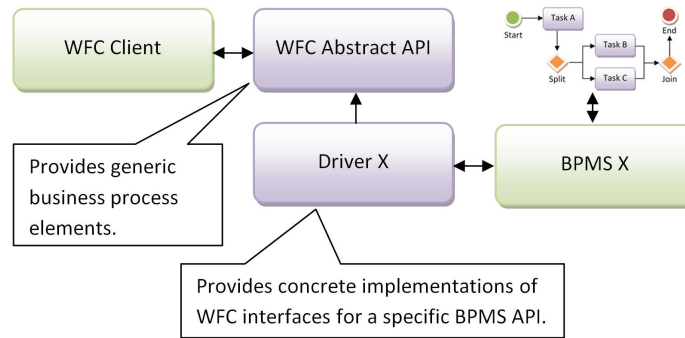 WFC Client
WFC Abstract API
Start
Task A
Split
Task B
Task C
End
Join
Provides generic
business process
elements.
Driver X
BPMS X
Provides concrete implementations of
WFC interfaces for a specific BPMS API.